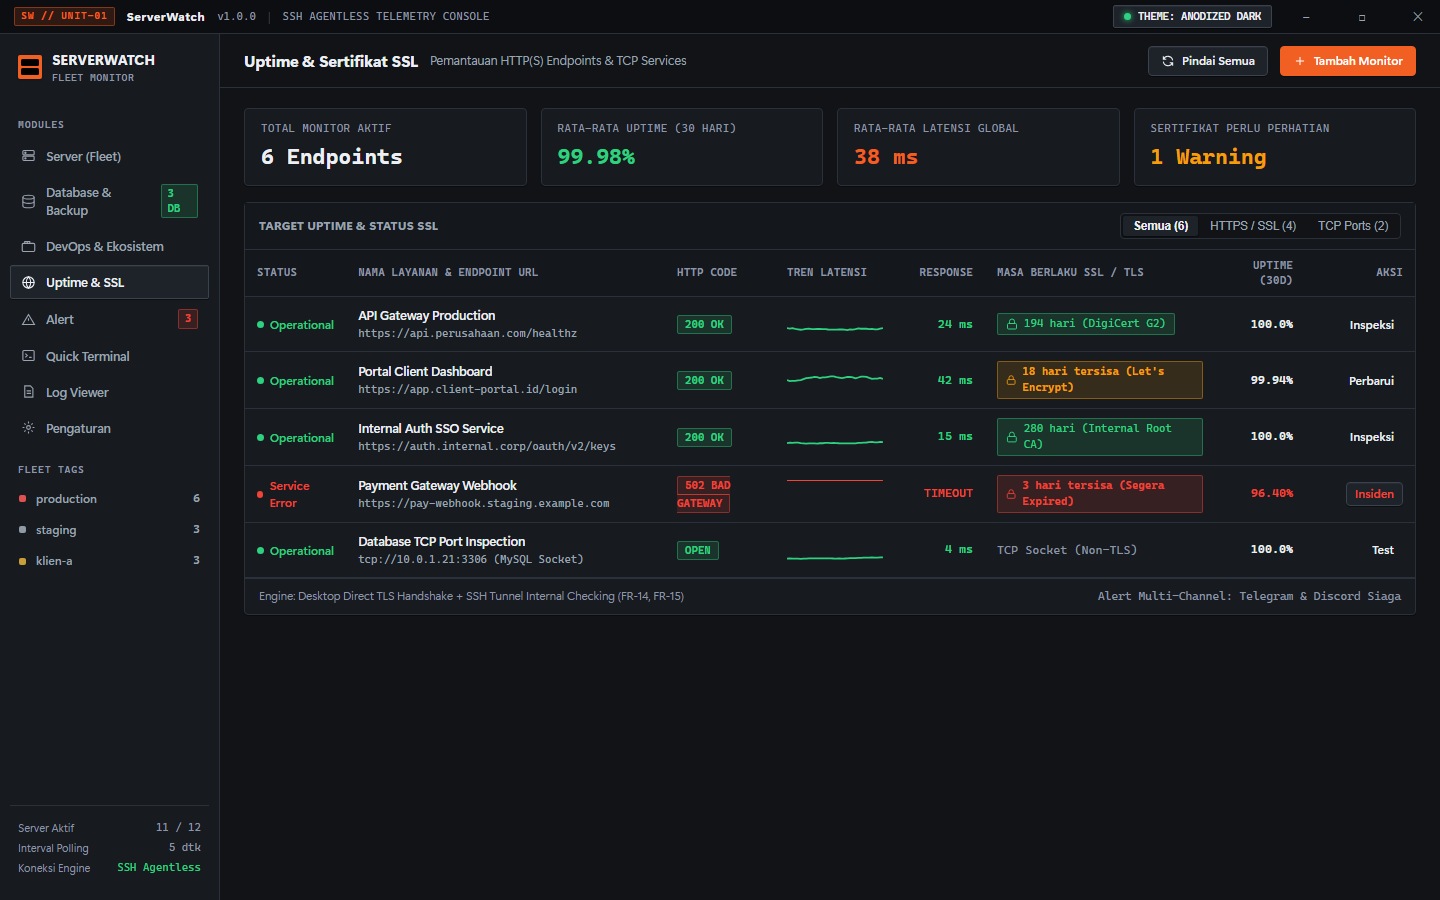 SW // UNIT-01 ServerWatch v1.0.0 | SSH AGENTLESS TELEMETRY CONSOLE
THEME: ANODIZED DARK
SERVERWATCH
FLEET MONITOR
MODULES
Server (Fleet)
Database &
Backup
3
DB
DevOps & Ekosistem
Uptime & SSL
Alert 3
Quick Terminal
Log Viewer
Pengaturan
FLEET TAGS
production 6
staging 3
klien-a 3
Server Aktif 11 / 12
Interval Polling 5 dtk
Koneksi Engine SSH Agentless
Uptime & Sertifikat SSL Pemantauan HTTP(S) Endpoints & TCP Services
Pindai Semua
+ Tambah Monitor
TOTAL MONITOR AKTIF
6 Endpoints
RATA-RATA UPTIME (30 HARI)
99.98%
RATA-RATA LATENSI GLOBAL
38 ms
SERTIFIKAT PERLU PERHATIAN
1 Warning
TARGET UPTIME & STATUS SSL
Semua (6) HTTPS / SSL (4) TCP Ports (2)
STATUS NAMA LAYANAN & ENDPOINT URL HTTP CODE TREN LATENSI RESPONSE MASA BERLAKU SSL / TLS UPTIME (30D) AKSI
Operational
API Gateway Production
https://api.perusahaan.com/healthz
200 OK
24 ms
194 hari (DigiCert G2)
100.0%
Inspeksi
Operational
Portal Client Dashboard
https://app.client-portal.id/login
200 OK
42 ms
18 hari tersisa (Let's
Encrypt)
99.94%
Perbarui
Operational
Internal Auth SSO Service
https://auth.internal.corp/oauth/v2/keys
200 OK
15 ms
280 hari (Internal Root
CA)
100.0%
Inspeksi
Service
Error
Payment Gateway Webhook
https://pay-webhook.staging.example.com
502 BAD
GATEWAY
TIMEOUT
3 hari tersisa (Segera
Expired)
96.40%
Insiden
Operational
Database TCP Port Inspection
tcp://10.0.1.21:3306 (MySQL Socket)
OPEN
4 ms
TCP Socket (Non-TLS)
100.0%
Test
Engine: Desktop Direct TLS Handshake + SSH Tunnel Internal Checking (FR-14, FR-15)
Alert Multi-Channel: Telegram & Discord Siaga